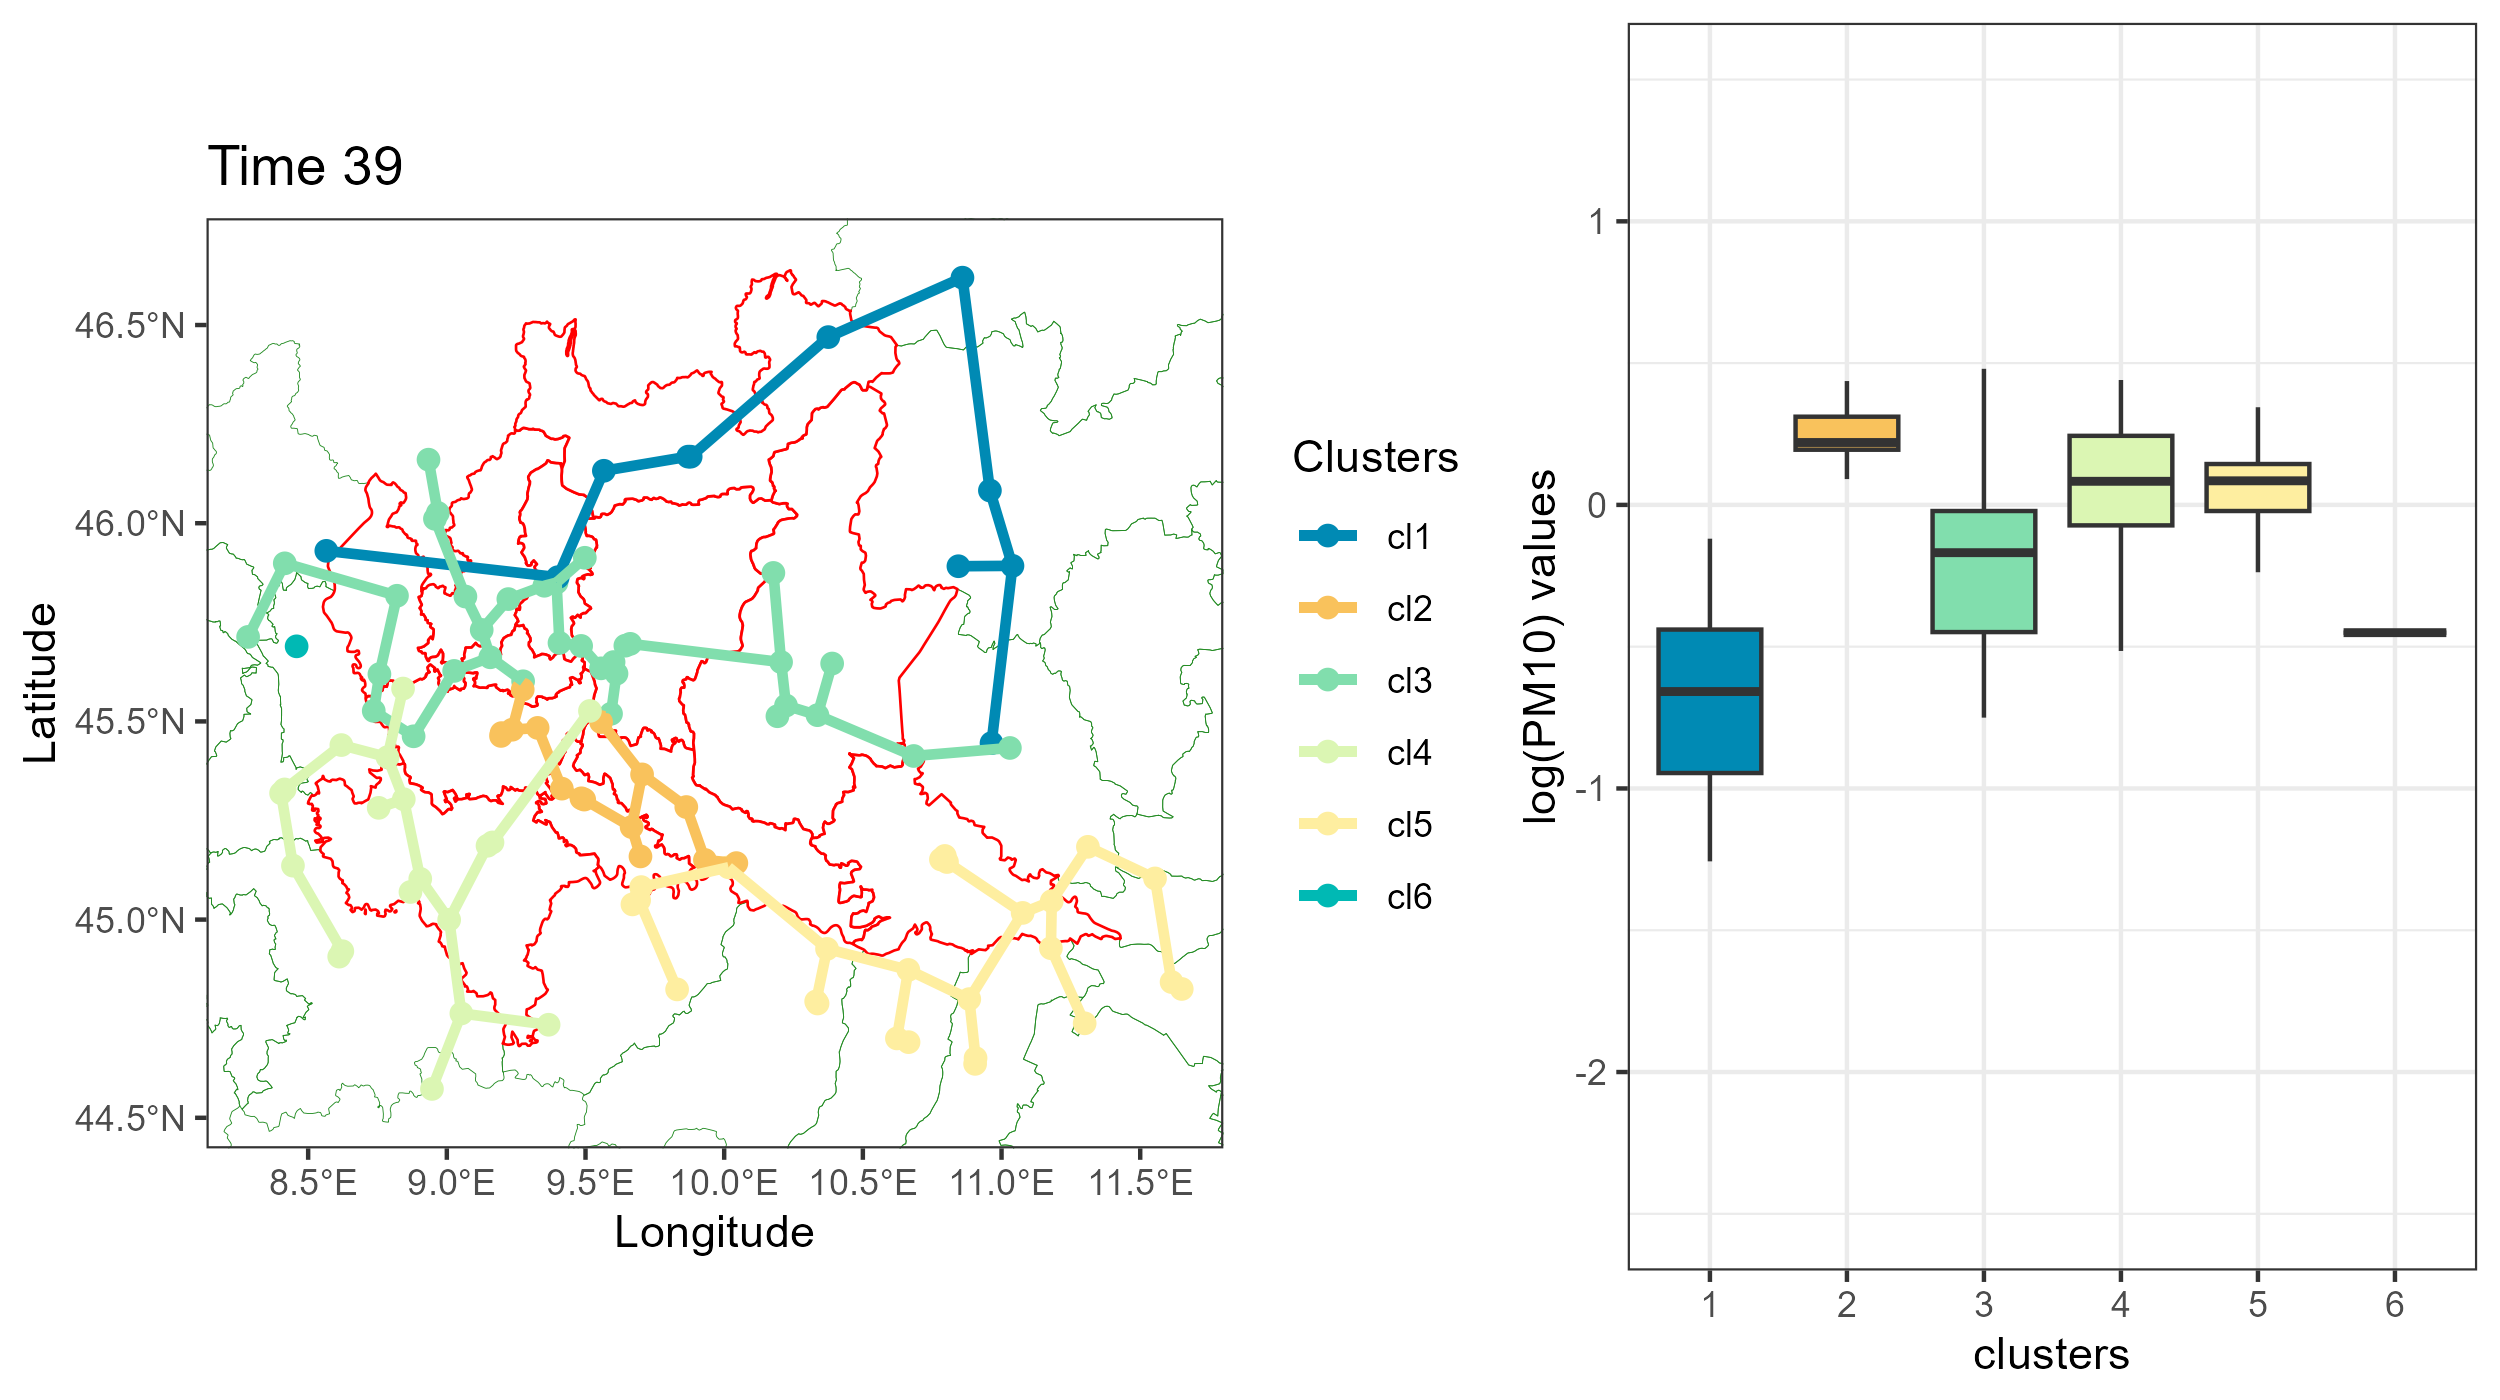 Time 39
Latitude
46.5°N
46.0°N
45.5°N
45.0°N
44.5°N
8.5°E 9.0°E 9.5°E 10.0°E 10.5°E 11.0°E 11.5°E
Longitude
Clusters
cl1
cl2
cl3
cl4
cl5
cl6
log(PM10) values
1
0
-1
-2
1 2 3 4 5 6
clusters